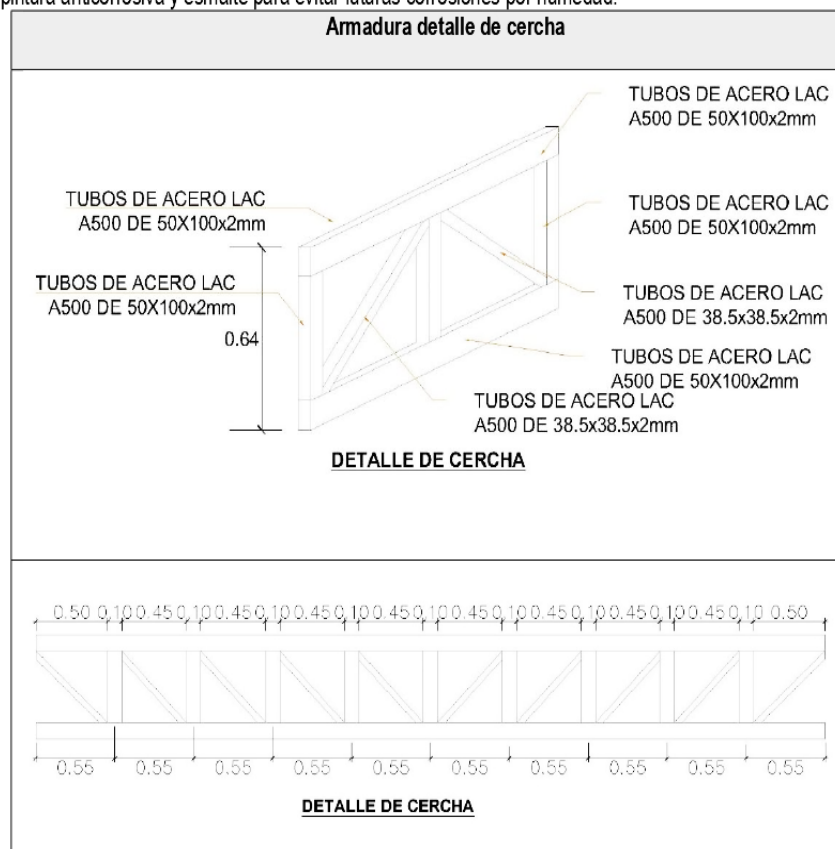 pintura anticorrosiva y esmalte para evitar futuras corrosiones por humedad.
Armadura detalle de cercha
TUBOS DE ACERO LAC
A500 DE 50X100x2mm
TUBOS DE ACERO LAC
A500 DE 50X100x2mm
TUBOS DE ACERO LAC
A500 DE 50X100x2mm
TUBOS DE ACERO LAC
A500 DE 50X100x2mm
0.64
TUBOS DE ACERO LAC
A500 DE 38.5x38.5x2mm
TUBOS DE ACERO LAC
A500 DE 50X100x2mm
TUBOS DE ACERO LAC
A500 DE 38.5x38.5x2mm
DETALLE DE CERCHA
0.50 0.10 0.45 0.10 0.45 0.10 0.45 0.10 0.45 0.10 0.45 0.10 0.45 0.10 0.45 0.10 0.45 0.10 0.50
0.55 0.55 0.55 0.55 0.55 0.55 0.55 0.55 0.55 0.55
DETALLE DE CERCHA